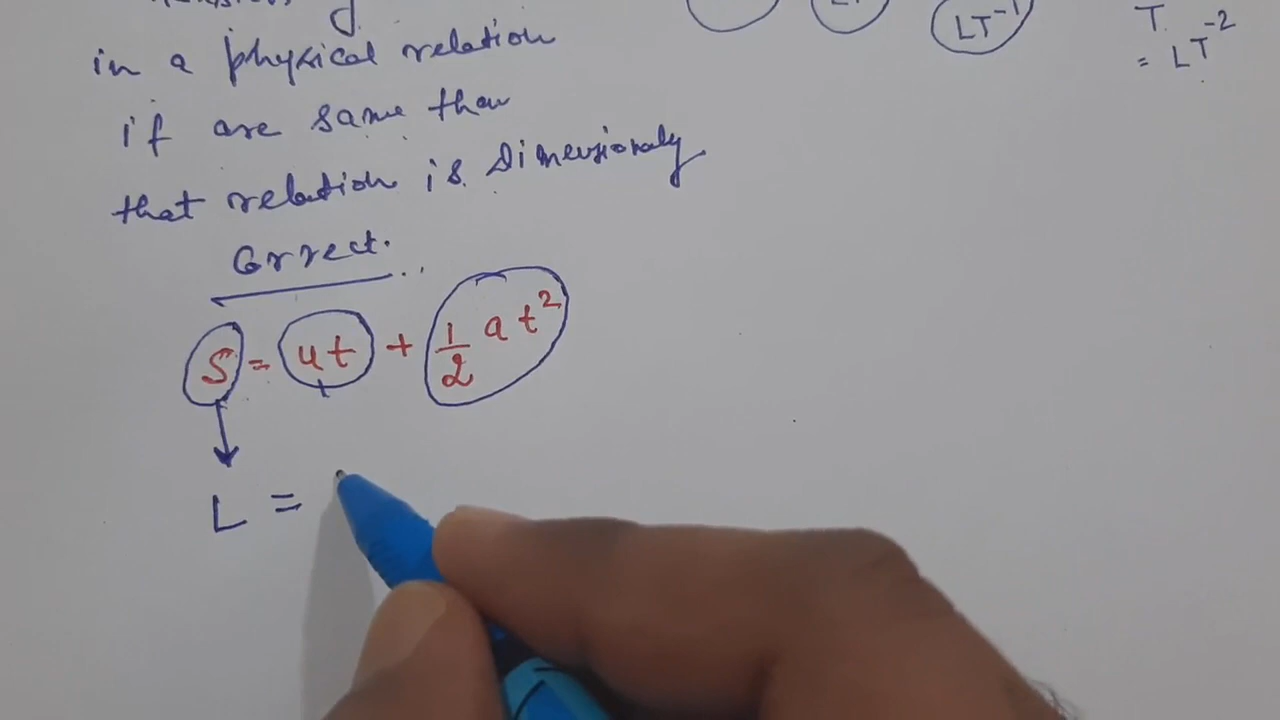 in a physical relation
if are same then
that relation is Dimensionaly
Correct.
S = ut + 1/2 at²
L =
LT⁻¹
T
= LT⁻²